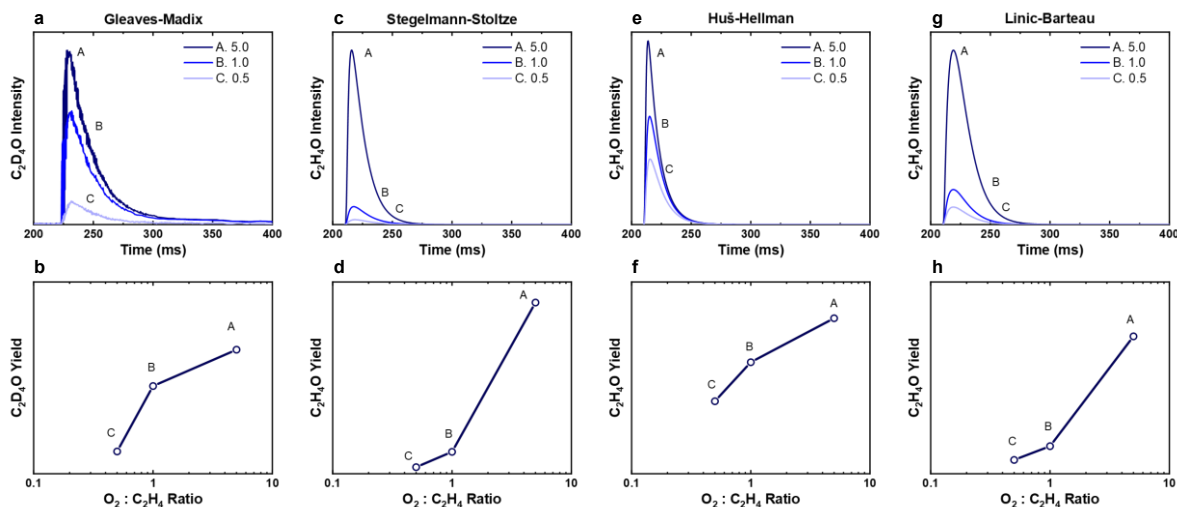 a Gleaves-Madix
A
B
C
A. 5.0
B. 1.0
C. 0.5
C₂D₄O Intensity
200 250 300 350 400
Time (ms)
c Stegelmann-Stoltze
A
B
C
A. 5.0
B. 1.0
C. 0.5
C₂H₄O Intensity
200 250 300 350 400
Time (ms)
e Huš-Hellman
A
B
C
A. 5.0
B. 1.0
C. 0.5
C₂H₄O Intensity
200 250 300 350 400
Time (ms)
g Linic-Barteau
A
B
C
A. 5.0
B. 1.0
C. 0.5
C₂H₄O Intensity
200 250 300 350 400
Time (ms)
b
A
B
C
C₂D₄O Yield
0.1 1 10
O₂ : C₂H₄ Ratio
d
A
B
C
C₂H₄O Yield
0.1 1 10
O₂ : C₂H₄ Ratio
f
A
B
C
C₂H₄O Yield
0.1 1 10
O₂ : C₂H₄ Ratio
h
A
B
C
C₂H₄O Yield
0.1 1 10
O₂ : C₂H₄ Ratio